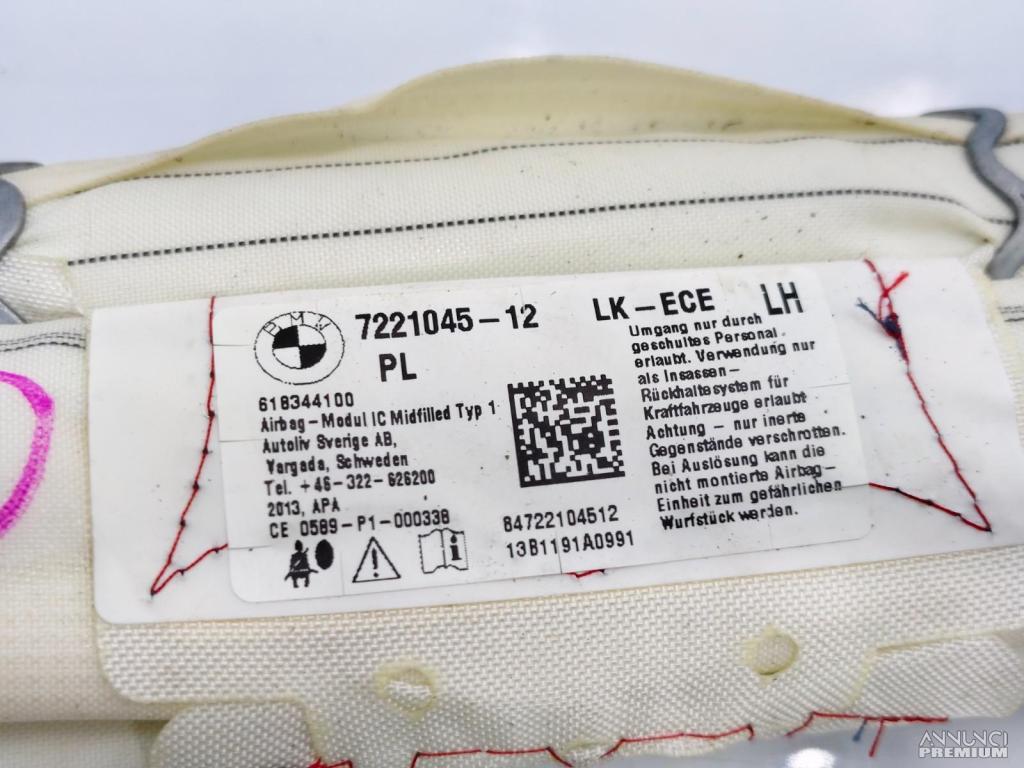 BMW
7221045-12
LK-ECE
LH
PL
618344100
Airbag-Modul IC Midfilled Typ 1
Autoliv Sverige AB,
Vargada, Schweden
Tel. +46-322-626200
2013, APA
CE 0589-P1-000338
84722104512
13B1191A0991
Umgang nur durch
geschultes Personal
erlaubt. Verwendung nur
als Insassen-
Rückhaltesystem für
Kraftfahrzeuge erlaubt
Achtung - nur inerte
Gegenstände verschrotten.
Bei Auslösung kann die
nicht montierte Airbag-
Einheit zum gefährlichen
Wurfstück werden.
ANNUNCI
PREMIUM